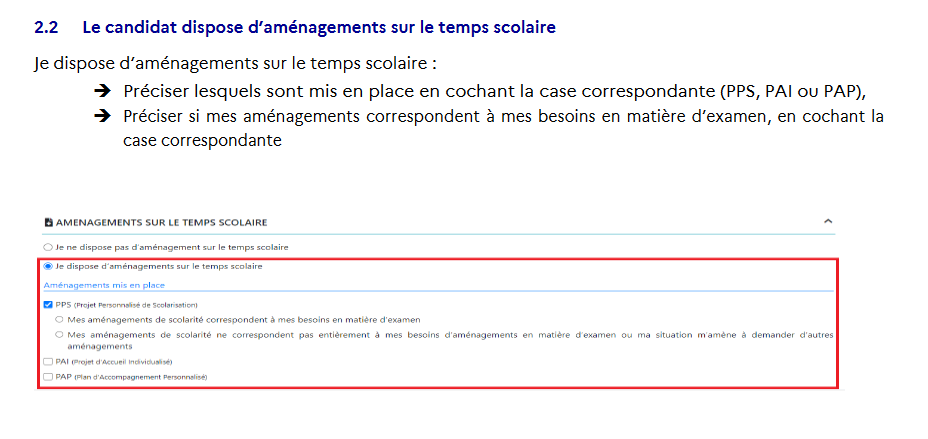 2.2 Le candidat dispose d’aménagements sur le temps scolaire
Je dispose d’aménagements sur le temps scolaire :
➔ Préciser lesquels sont mis en place en cochant la case correspondante (PPS, PAI ou PAP),
➔ Préciser si mes aménagements correspondent à mes besoins en matière d’examen, en cochant la
case correspondante
AMENAGEMENTS SUR LE TEMPS SCOLAIRE
Je ne dispose pas d'aménagement sur le temps scolaire
Je dispose d'aménagements sur le temps scolaire
Aménagements mis en place
PPS (Projet Personnalisé de Scolarisation)
Mes aménagements de scolarité correspondent à mes besoins en matière d'examen
Mes aménagements de scolarité ne correspondent pas entièrement à mes besoins d'aménagements en matière d'examen ou ma situation m'amène à demander d'autres
aménagements
PAI (Projet d'Accueil Individualisé)
PAP (Plan d'Accompagnement Personnalisé)